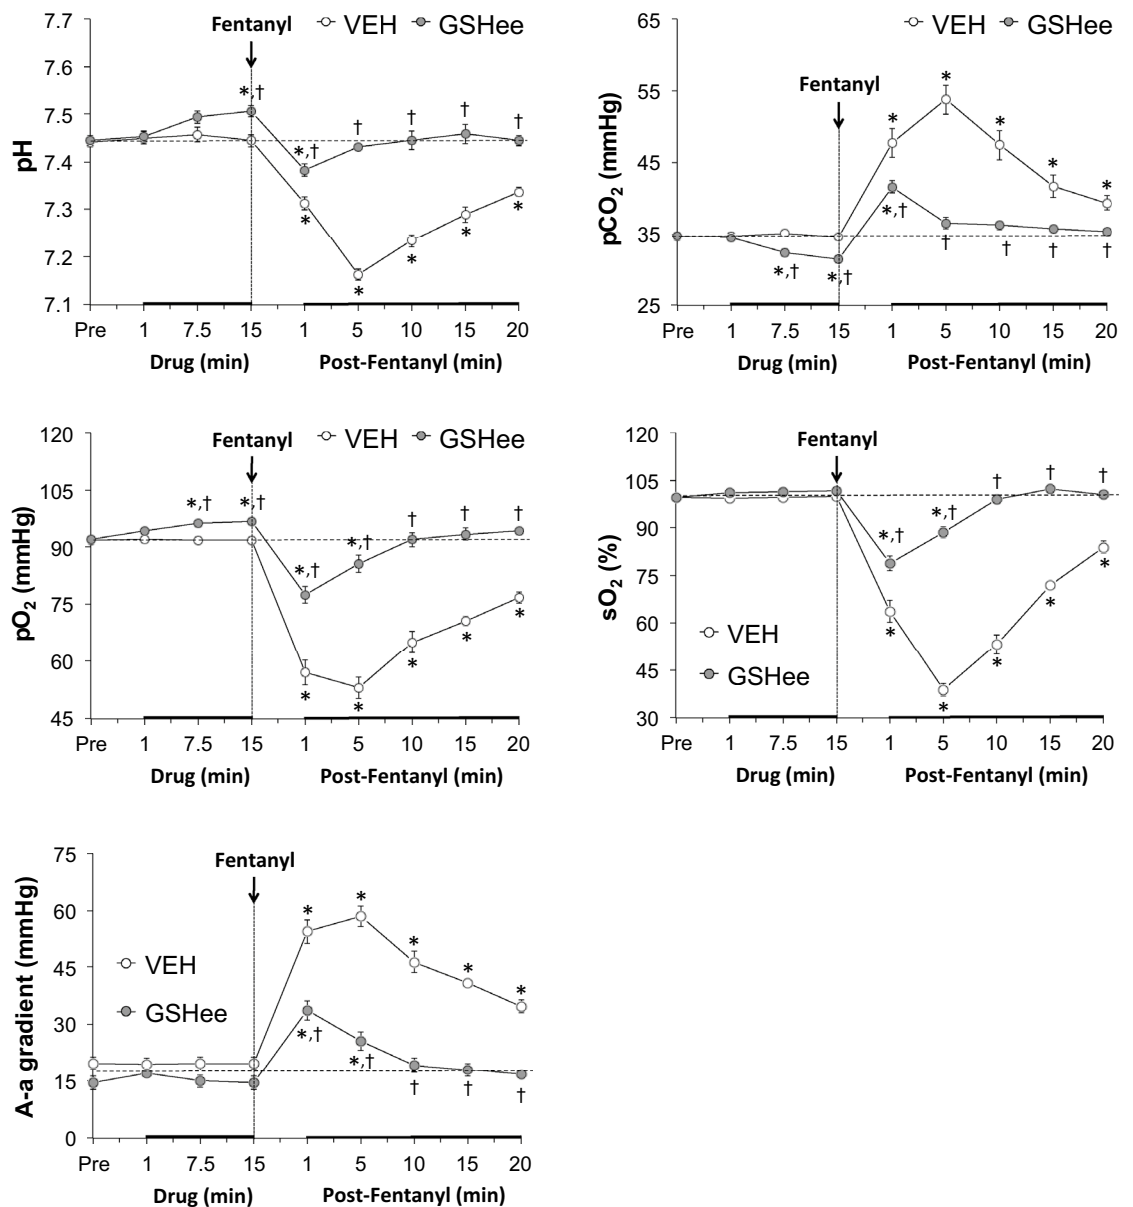 Fentanyl
VEH
GSHee
pH
7.7
7.6
7.5
7.4
7.3
7.2
7.1
*,†
*,†
†
†
†
†
*
*
*
*
*
Pre 1 7.5 15 1 5 10 15 20
Drug (min) Post-Fentanyl (min)
VEH
GSHee
Fentanyl
pCO2 (mmHg)
65
55
45
35
25
*
*
*
*
*
*,†
*,†
*,†
†
†
†
†
Pre 1 7.5 15 1 5 10 15 20
Drug (min) Post-Fentanyl (min)
Fentanyl
VEH
GSHee
pO2 (mmHg)
120
105
90
75
60
45
*,†
*,†
*,†
*,†
†
†
†
*
*
*
*
*
Pre 1 7.5 15 1 5 10 15 20
Drug (min) Post-Fentanyl (min)
Fentanyl
sO2 (%)
120
105
90
75
60
45
30
*,†
*,†
†
†
†
*
*
*
*
*
VEH
GSHee
Pre 1 7.5 15 1 5 10 15 20
Drug (min) Post-Fentanyl (min)
Fentanyl
A-a gradient (mmHg)
75
60
45
30
15
0
VEH
GSHee
*
*
*
*
*
*,†
*,†
†
†
†
Pre 1 7.5 15 1 5 10 15 20
Drug (min) Post-Fentanyl (min)